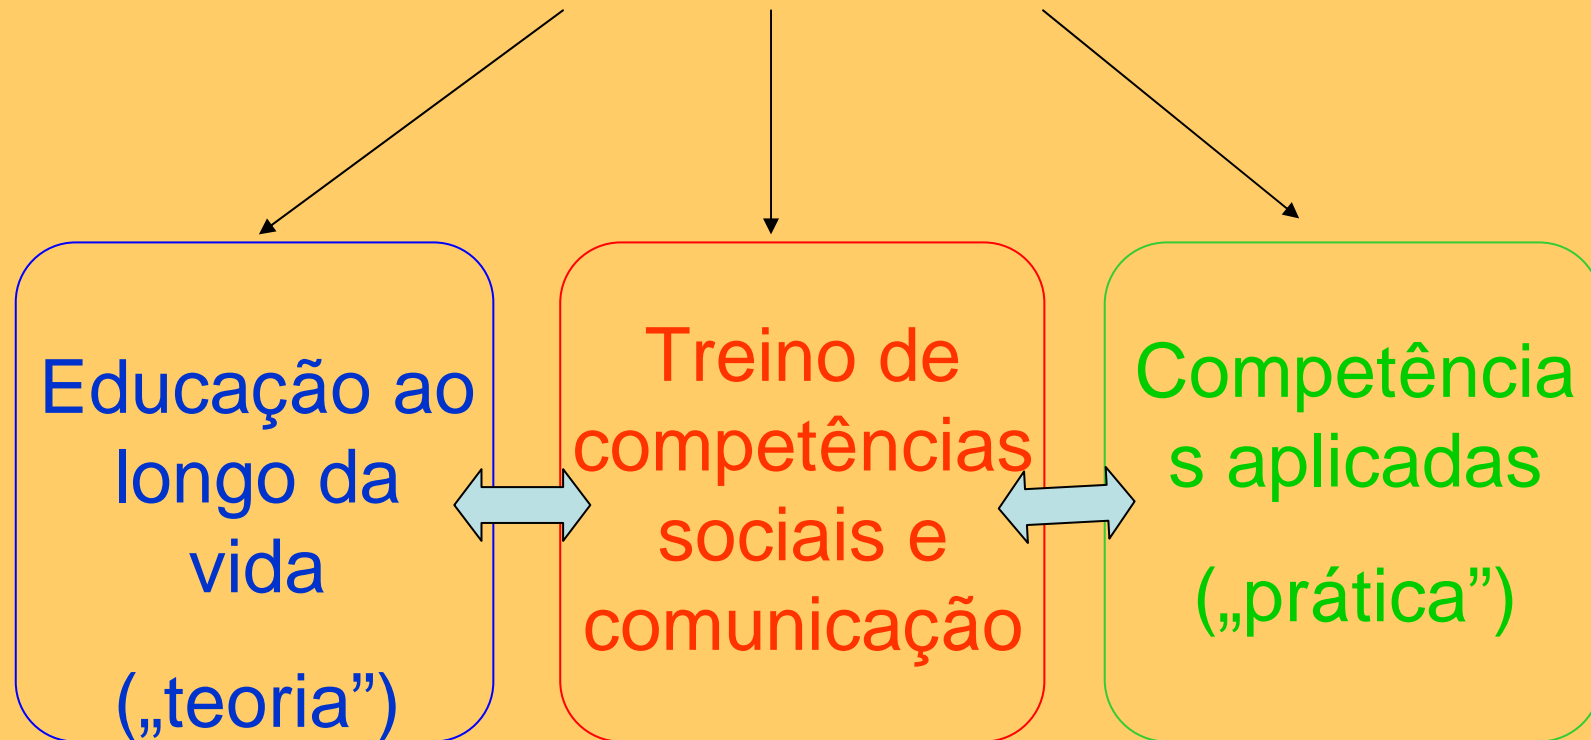 Educação ao
longo da
vida
(„teoria”)
Treino de
competências
sociais e
comunicação
Competência
s aplicadas
(„prática”)